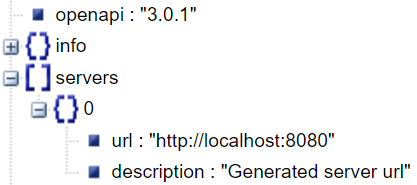 openapi : "3.0.1"
info
servers
0
url : "http://localhost:8080"
description : "Generated server url"